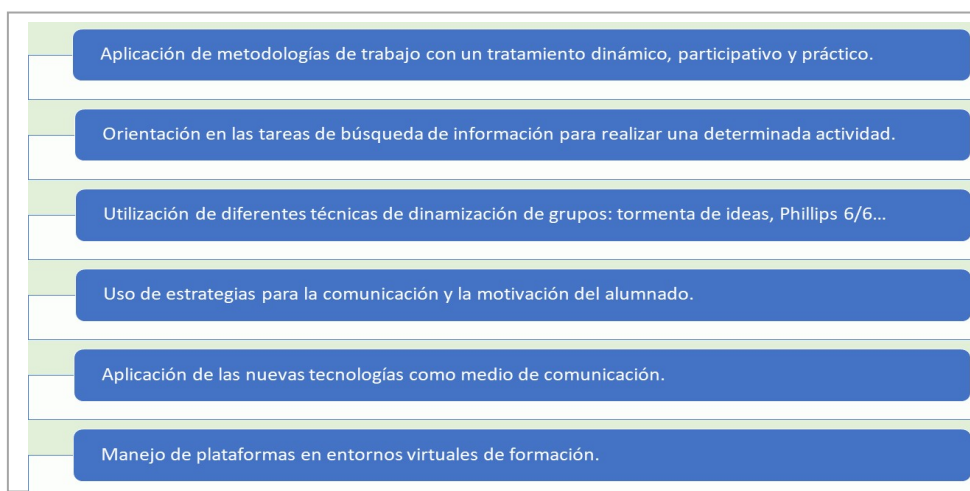 Aplicación de metodologías de trabajo con un tratamiento dinámico, participativo y práctico.
Orientación en las tareas de búsqueda de información para realizar una determinada actividad.
Utilización de diferentes técnicas de dinamización de grupos: tormenta de ideas, Phillips 6/6...
Uso de estrategias para la comunicación y la motivación del alumnado.
Aplicación de las nuevas tecnologías como medio de comunicación.
Manejo de plataformas en entornos virtuales de formación.